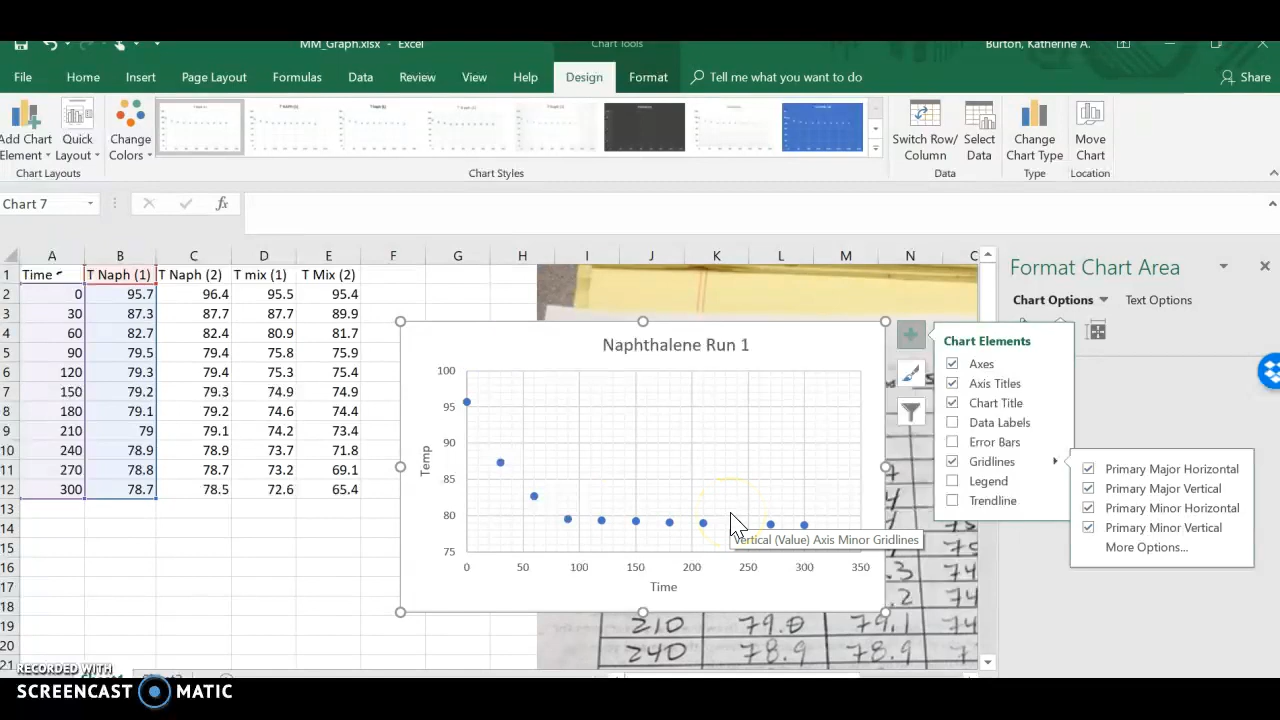 MM_Graph.xlsx - Excel
Chart Tools
Burton, Katherine A.
File Home Insert Page Layout Formulas Data Review View Help Design Format Tell me what you want to do Share
Add Chart Element
Quick Layout
Change Colors
Switch Row/ Column
Select Data
Change Chart Type
Move Chart
Chart Layouts Chart Styles Data Type Location
Chart 7 fx
A B C D E F G H I J K L M N
1 Time T Naph (1) T Naph (2) T mix (1) T Mix (2)
2 0 95.7 96.4 95.5 95.4
3 30 87.3 87.7 87.7 89.9
4 60 82.7 82.4 80.9 81.7
5 90 79.5 79.4 75.8 75.9
6 120 79.3 79.4 75.3 75.4
7 150 79.2 79.3 74.9 74.9
8 180 79.1 79.2 74.6 74.4
9 210 79 79.1 74.2 73.4
10 240 78.9 78.9 73.7 71.8
11 270 78.8 78.7 73.2 69.1
12 300 78.7 78.5 72.6 65.4
13
14
15
16
17
18
19
20
21
Naphthalene Run 1
100
95
90
85
80
75
Temp
0 50 100 150 200 250 300 350
Time
Vertical (Value) Axis Minor Gridlines
210 79.0 79.1 74
240 78.9 78.9
Chart Elements
Axes
Axis Titles
Chart Title
Data Labels
Error Bars
Gridlines
Legend
Trendline
Primary Major Horizontal
Primary Major Vertical
Primary Minor Horizontal
Primary Minor Vertical
More Options...
Format Chart Area
Chart Options Text Options
RECORDED WITH
SCREENCAST MATIC